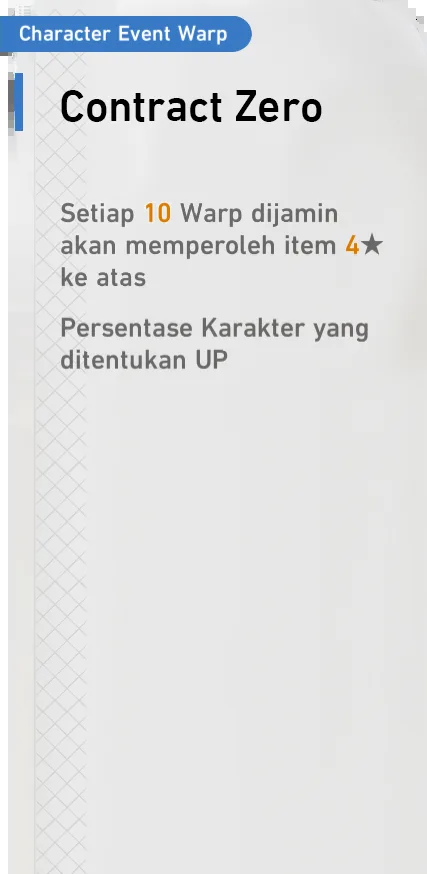 Character Event Warp
Contract Zero
Setiap 10 Warp dijamin
akan memperoleh item 4★
ke atas
Persentase Karakter yang
ditentukan UP